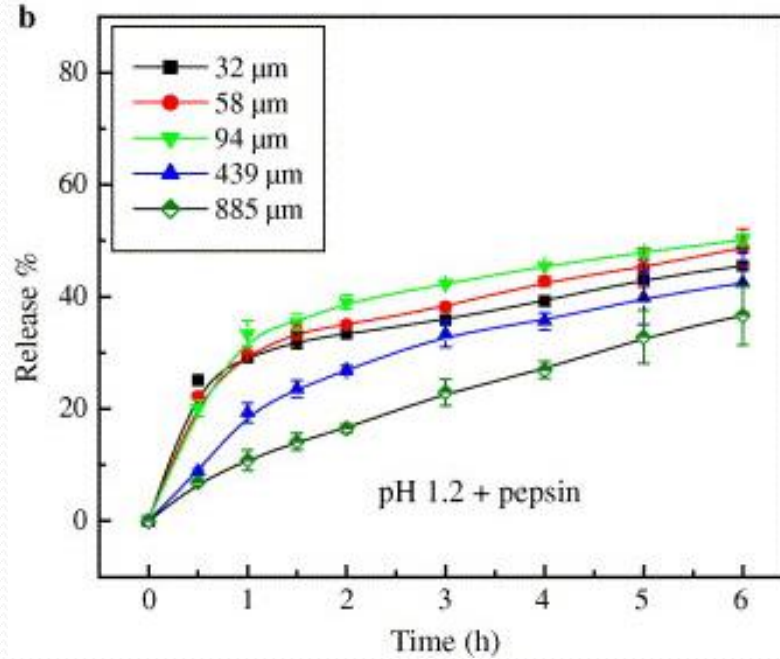 b
80
60
40
20
0
Release %
32 µm
58 µm
94 µm
439 µm
885 µm
pH 1.2 + pepsin
0 1 2 3 4 5 6
Time (h)